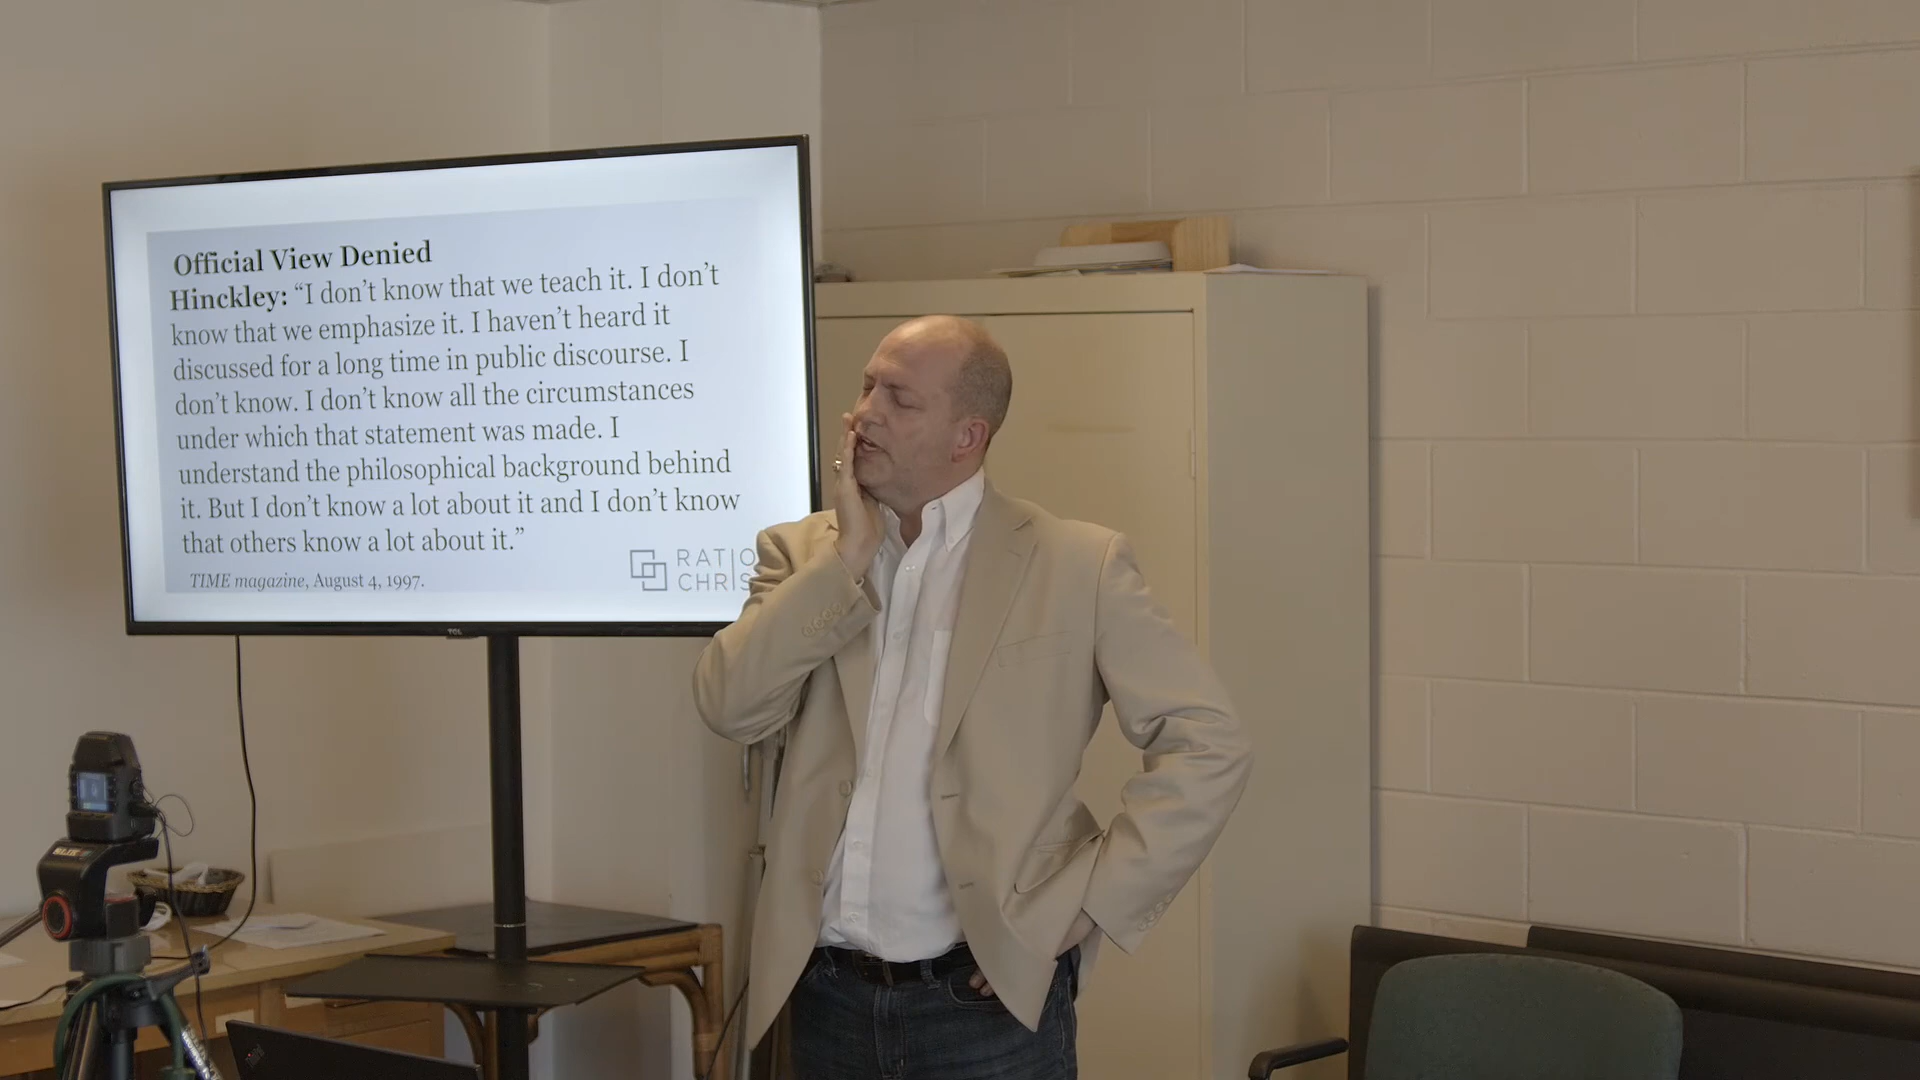 Official View Denied
Hinckley: “I don’t know that we teach it. I don’t
know that we emphasize it. I haven’t heard it
discussed for a long time in public discourse. I
don’t know. I don’t know all the circumstances
under which that statement was made. I
understand the philosophical background behind
it. But I don’t know a lot about it and I don’t know
that others know a lot about it.”
TIME magazine, August 4, 1997.
RATIO
CHRIS
TCL